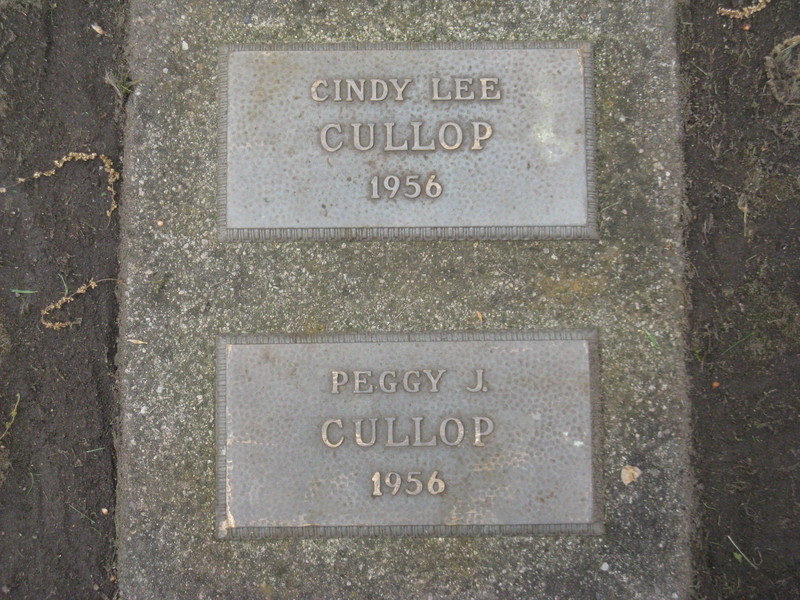 CINDY LEE
CULLOP
1956
PEGGY J.
CULLOP
1956